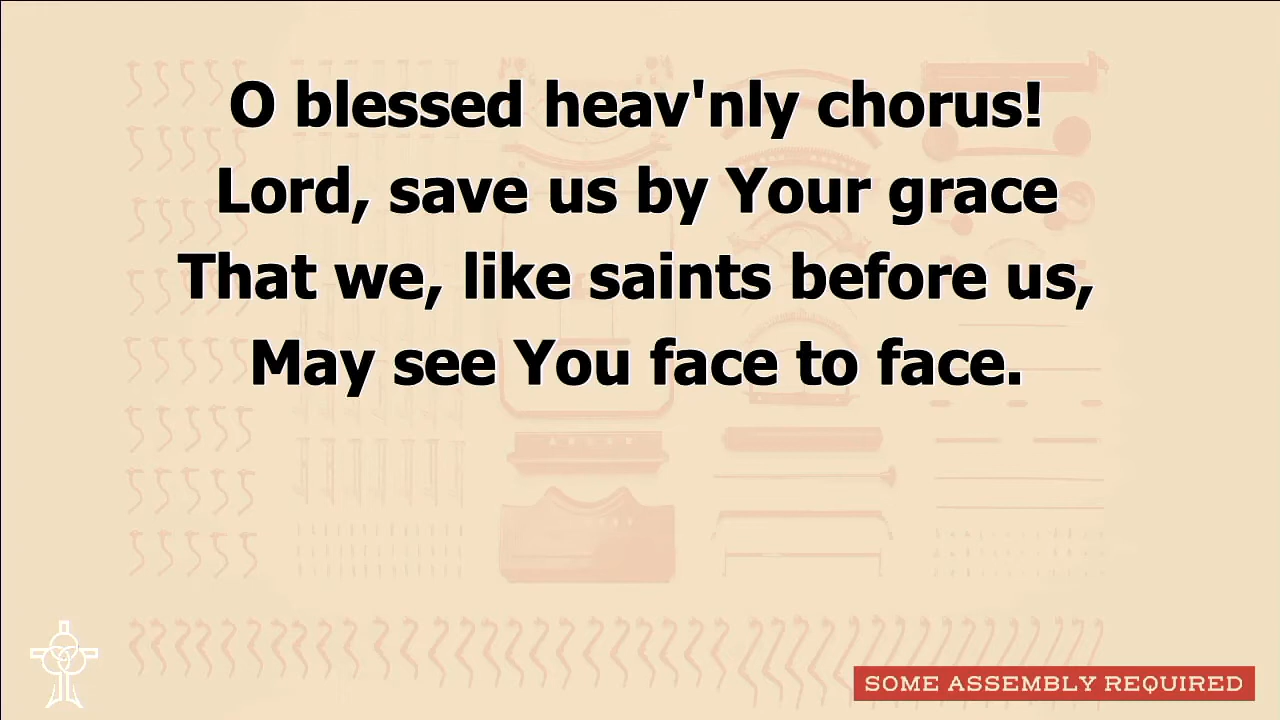 O blessed heav'nly chorus!
Lord, save us by Your grace
That we, like saints before us,
May see You face to face.
SOME ASSEMBLY REQUIRED